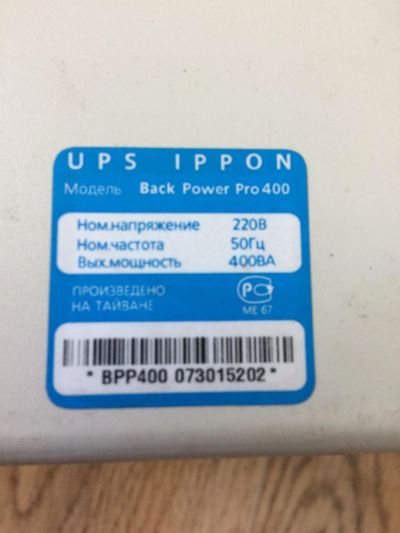 UPS IPPON
Модель Back Power Pro 400
Ном.напряжение 220В
Ном.частота 50Гц
Вых.мощность 400ВА
ПРОИЗВЕДЕНО
НА ТАЙВАНЕ
РС
МЕ 67
* BPP400 073015202 *